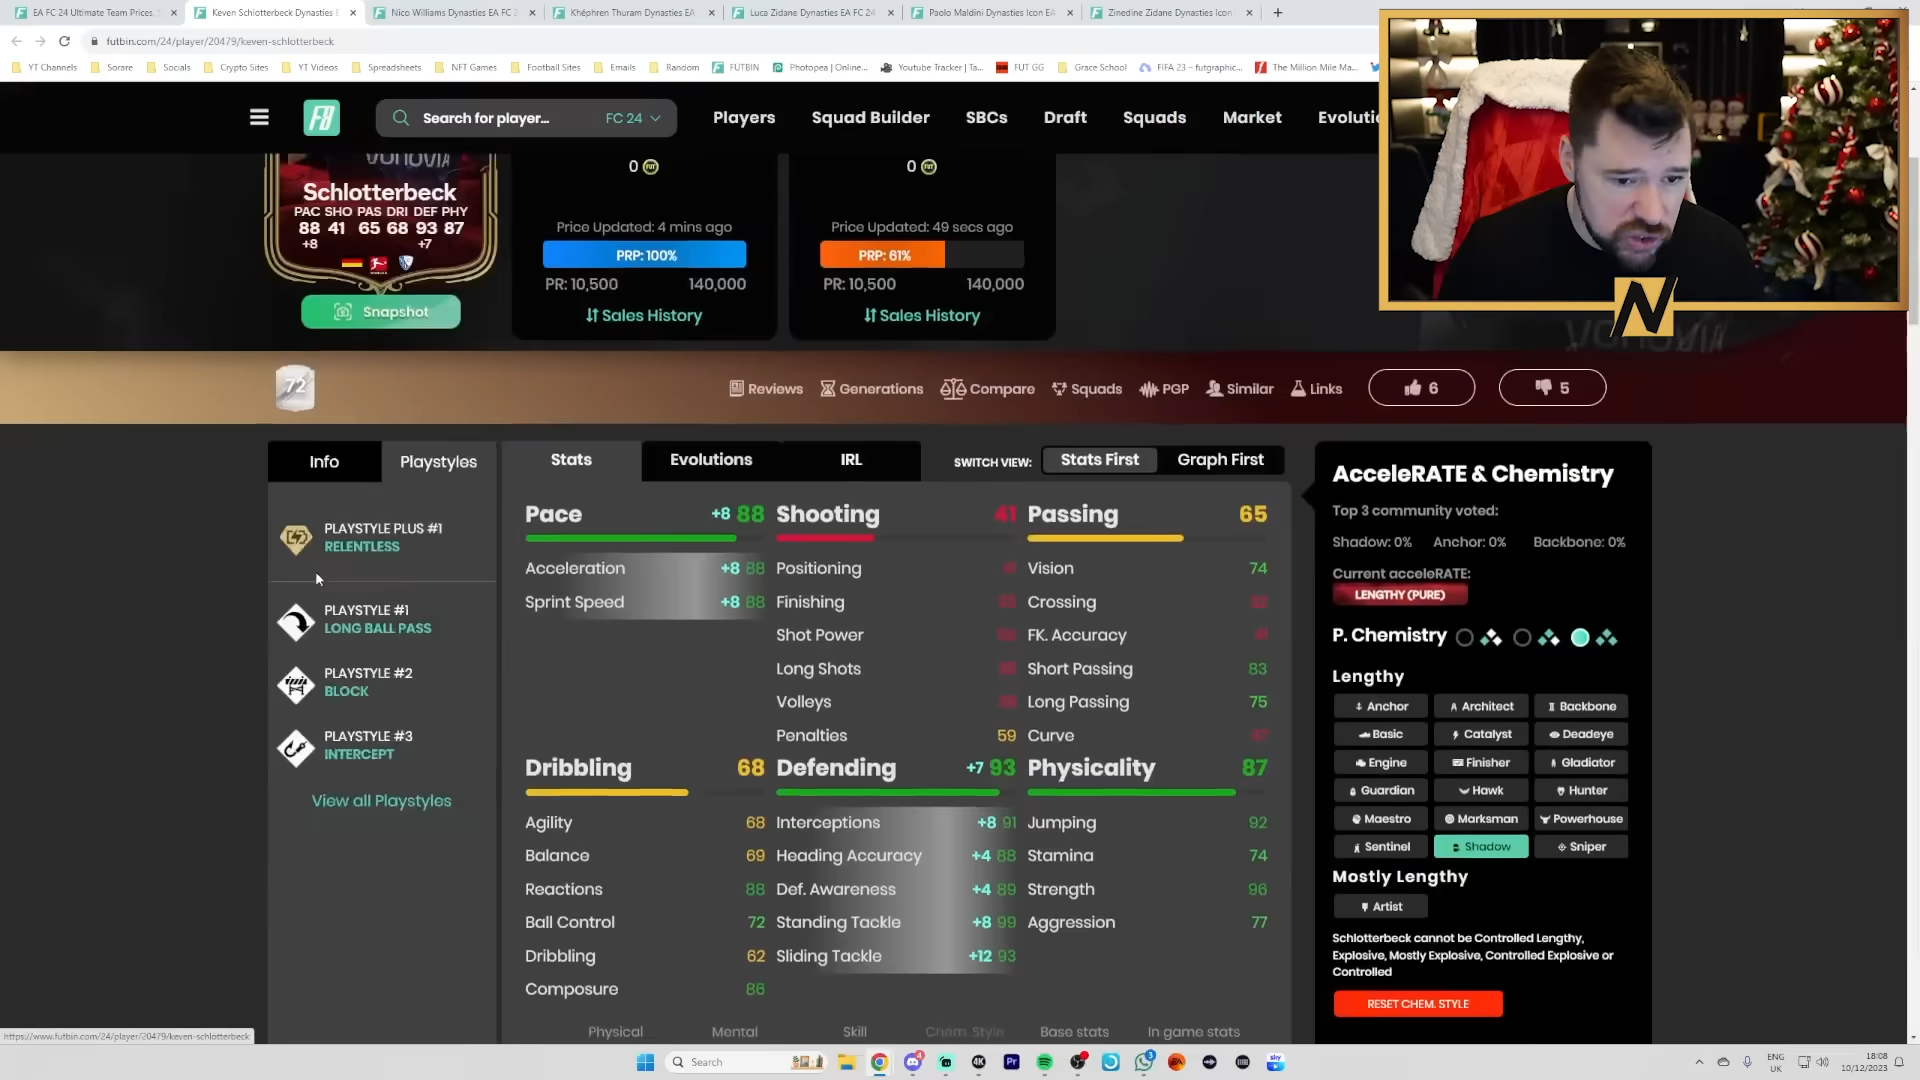 EA FC 24 Ultimate Team Prices,
Keven Schlotterbeck Dynasties E
Nico Williams Dynasties EA FC 2
Khéphren Thuram Dynasties EA
Luca Zidane Dynasties EA FC 24
Paolo Maldini Dynasties Icon EA
Zinedine Zidane Dynasties Icon
futbin.com/24/player/20479/keven-schlotterbeck
YT Channels
Sorare
Socials
Crypto Sites
YT Videos
Spreadsheets
NFT Games
Football Sites
Emails
Random
FUTBIN
Photopea | Online...
Youtube Tracker | Ta...
FUT GG
Grace School
FIFA 23 – futgraphic...
The Million Mile Ma...
Search for player...
FC 24
Players
Squad Builder
SBCs
Draft
Squads
Market
Evoluti
Schlotterbeck
PAC SHO PAS DRI DEF PHY
88 41 65 68 93 87
+8 +7
Snapshot
0
Price Updated: 4 mins ago
PRP: 100%
PR: 10,500 140,000
Sales History
0
Price Updated: 49 secs ago
PRP: 61%
PR: 10,500 140,000
Sales History
N
72
Reviews
Generations
Compare
Squads
PGP
Similar
Links
6
5
Info
Playstyles
PLAYSTYLE PLUS #1
RELENTLESS
PLAYSTYLE #1
LONG BALL PASS
PLAYSTYLE #2
BLOCK
PLAYSTYLE #3
INTERCEPT
View all Playstyles
Stats
Evolutions
IRL
SWITCH VIEW:
Stats First
Graph First
Pace +8 88
Acceleration +8 88
Sprint Speed +8 88
Shooting 41
Positioning
Finishing
Shot Power
Long Shots
Volleys
Penalties 59
Passing 65
Vision 74
Crossing
FK. Accuracy
Short Passing 83
Long Passing 75
Curve
Dribbling 68
Agility 68
Balance 69
Reactions 88
Ball Control 72
Dribbling 62
Composure 86
Defending +7 93
Interceptions +8 91
Heading Accuracy +4 88
Def. Awareness +4 89
Standing Tackle +8 99
Sliding Tackle +12 93
Physicality 87
Jumping 92
Stamina 74
Strength 96
Aggression 77
Physical
Mental
Skill
Chem. Style
Base stats
In game stats
AcceleRATE & Chemistry
Top 3 community voted:
Shadow: 0% Anchor: 0% Backbone: 0%
Current acceleRATE:
LENGTHY (PURE)
P. Chemistry
Lengthy
Anchor Architect Backbone
Basic Catalyst Deadeye
Engine Finisher Gladiator
Guardian Hawk Hunter
Maestro Marksman Powerhouse
Sentinel Shadow Sniper
Mostly Lengthy
Artist
Schlotterbeck cannot be Controlled Lengthy,
Explosive, Mostly Explosive, Controlled Explosive or
Controlled
RESET CHEM. STYLE
https://www.futbin.com/24/player/20479/keven-schlotterbeck
Search
ENG
UK
18:08
10/12/2023